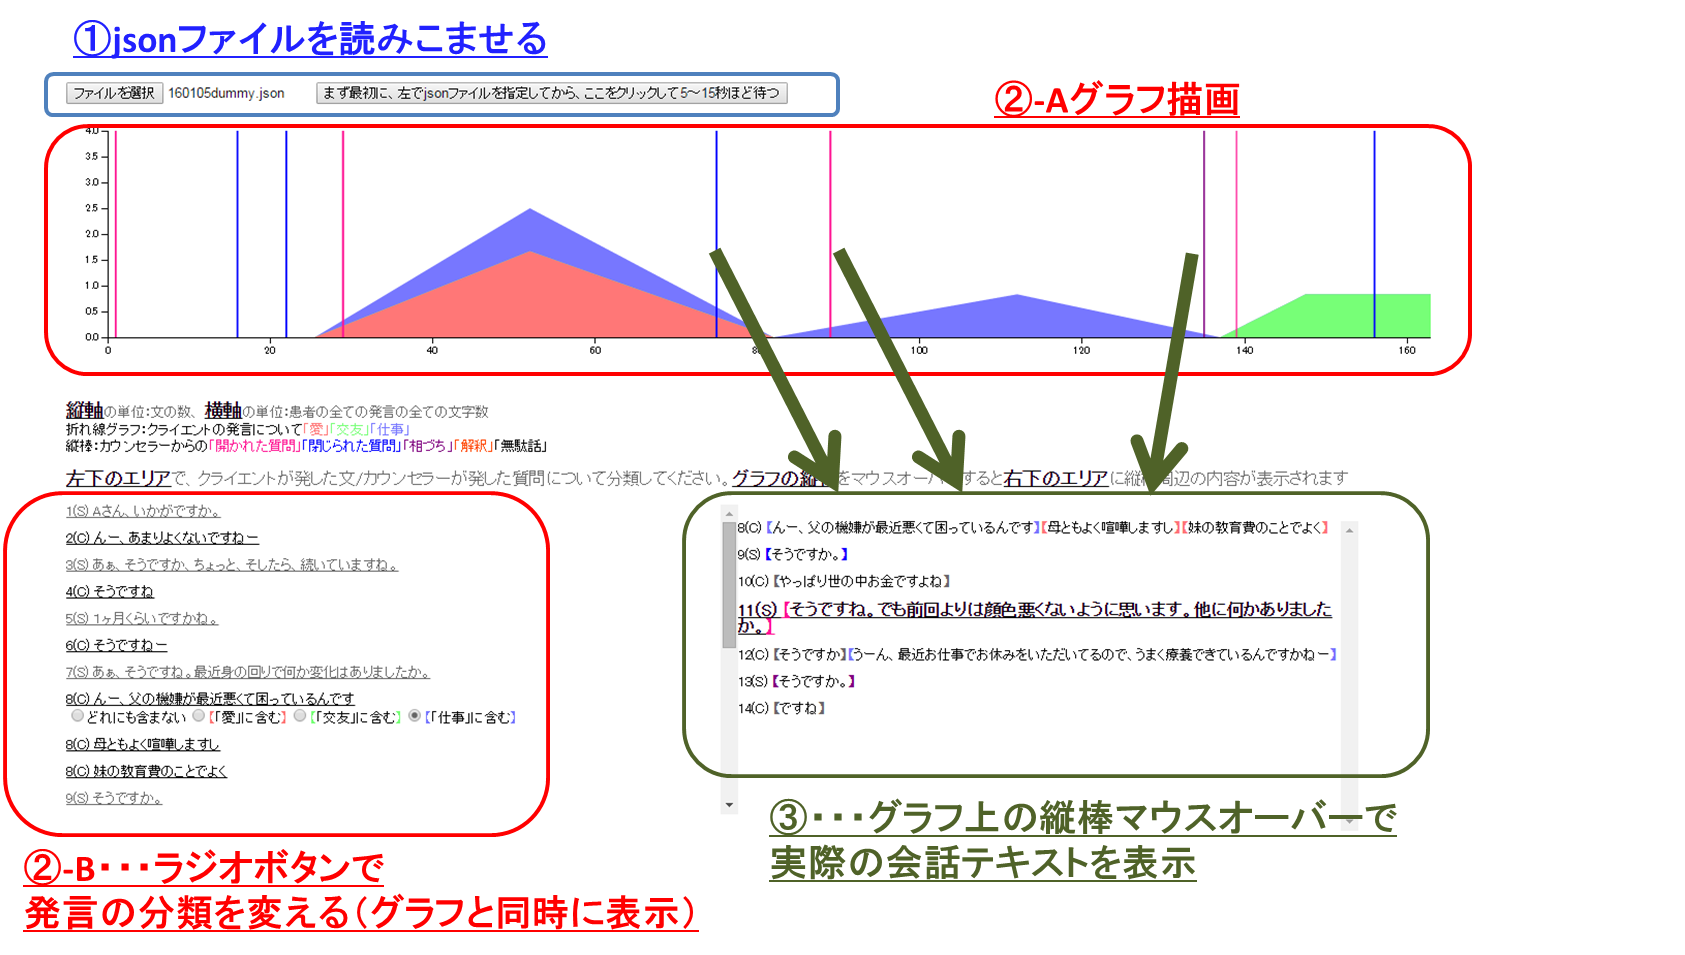 ①jsonファイルを読みこませる
ファイルを選択 160105dummy.json まず最初に、左でjsonファイルを指定してから、ここをクリックして5～15秒ほど待つ
②-Aグラフ描画
4.0
3.5
3.0
2.5
2.0
1.5
1.0
0.5
0.0
0 20 40 60 100 120 140 160
縦軸の単位：文の数、 横軸の単位：患者の全ての発言の全ての文字数
折れ線グラフ：クライエントの発言について「愛」「交友」「仕事」
縦棒：カウンセラーからの「開かれた質問」「閉じられた質問」「相づち」「解釈」「無駄話」
左下のエリアで、クライエントが発した文/カウンセラーが発した質問について分類してください。グラフの縦 をマウスオーバ すると右下のエリアに縦 周辺の内容が表示されます
1(S) Aさん、いかがですか。
2(C) んー、あまりよくないですねー
3(S) あぁ、そうですか、ちょっと、そしたら、続いていますね。
4(C) そうですね
5(S) 1ヶ月くらいですかね。
6(C) そうですねー
7(S) あぁ、そうですね。最近身の回りで何か変化はありましたか。
8(C) んー、父の機嫌が最近悪くて困っているんです
どれにも含まない 【「愛」に含む】 【「交友」に含む】 【「仕事」に含む】
8(C) 母ともよく喧嘩しますし
8(C) 妹の教育費のことでよく
9(S) そうですか。
8(C) 【んー、父の機嫌が最近悪くて困っているんです】【母ともよく喧嘩しますし】【妹の教育費のことでよく】
9(S) 【そうですか。】
10(C) 【やっぱり世の中お金ですよね】
11(S) 【そうですね。でも前回よりは顔色悪くないように思います。他に何かありました
か。】
12(C) 【そうですか】【うーん、最近お仕事でお休みをいただいてるので、うまく療養できているんですかねー】
13(S) 【そうですか。】
14(C) 【ですね】
②-B・・・ラジオボタンで
発言の分類を変える（グラフと同時に表示）
③・・・グラフ上の縦棒マウスオーバーで
実際の会話テキストを表示